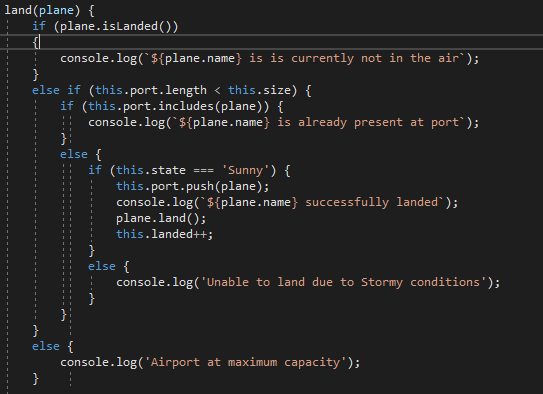 land(plane) {
    if (plane.isLanded())
    {
        console.log(`${plane.name} is is currently not in the air`);
    }
    else if (this.port.length < this.size) {
        if (this.port.includes(plane)) {
            console.log(`${plane.name} is already present at port`);
        }
        else {
            if (this.state === 'Sunny') {
                this.port.push(plane);
                console.log(`${plane.name} successfully landed`);
                plane.land();
                this.landed++;
            }
            else {
                console.log('Unable to land due to Stormy conditions');
            }
        }
    }
    else {
        console.log('Airport at maximum capacity');
    }